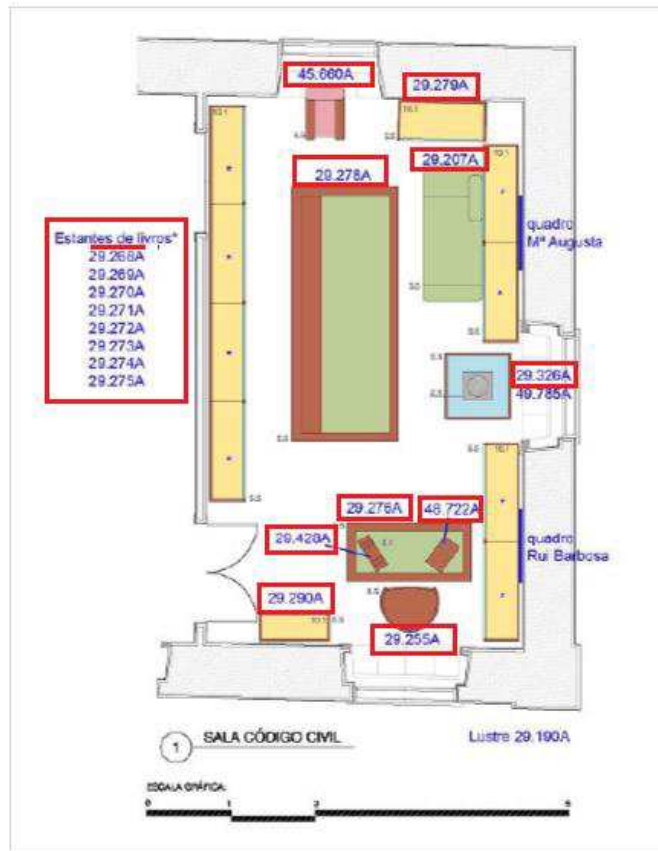 45.660A
29.279A
29.207A
29.278A
quadro
Mª Augusta
Estantes de livros*
29.268A
29.269A
29.270A
29.271A
29.272A
29.273A
29.274A
29.275A
29.326A
49.785A
29.276A
48.722A
29.428A
quadro
Rui Barbosa
29.290A
29.255A
1 SALA CÓDIGO CIVIL
Lustre 29.190A
ESCALA GRÁFICA:
0 1 2 5